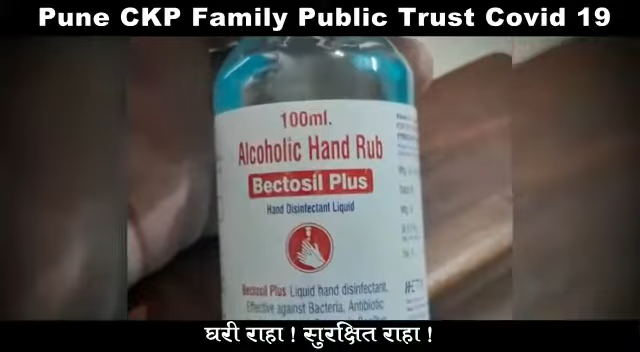 Pune CKP Family Public Trust Covid 19
100ml.
Alcoholic Hand Rub
Bectosil Plus
Hand Disinfectant Liquid
Bectosil Plus Liquid hand disinfectant,
Effective against Bacteria, Antibiotic
घरी राहा ! सुरक्षित राहा !